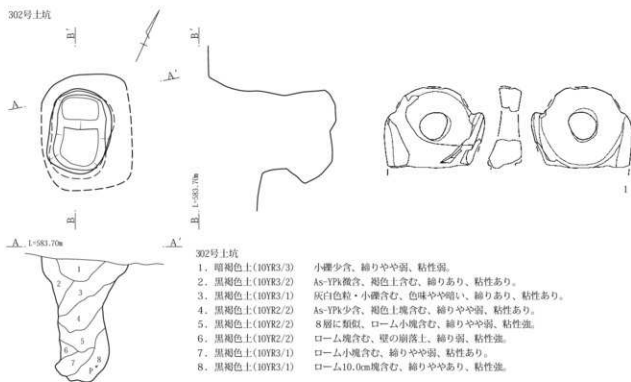 302号土坑
B
B'
B'
A
A'
B
B
L=583.70m
1
A L=583.70m A'
1
2
3
4
5
6
7
8
P
302号土坑
1. 暗褐色土(10YR3/3) 小礫少含、締りやや弱、粘性弱。
2. 黒褐色土(10YR2/2) As-YPk微含、褐色土含む、締りあり、粘性あり。
3. 黒褐色土(10YR3/1) 灰白色粒・小礫含む、色味やや暗い、締りあり、粘性あり。
4. 黒褐色土(10YR2/2) As-YPk少含、褐色土塊含む、締りやや弱、粘性あり。
5. 黒褐色土(10YR2/2) 8層に類似、ローム小塊含む、締りやや弱、粘性強。
6. 黒褐色土(10YR2/2) ローム塊含む、壁の崩落土、締り弱、粘性強。
7. 黒褐色土(10YR3/1) ローム小塊含む、締りやや弱、粘性あり。
8. 黒褐色土(10YR3/1) ローム10.0cm塊含む、締りややあり、粘性強。